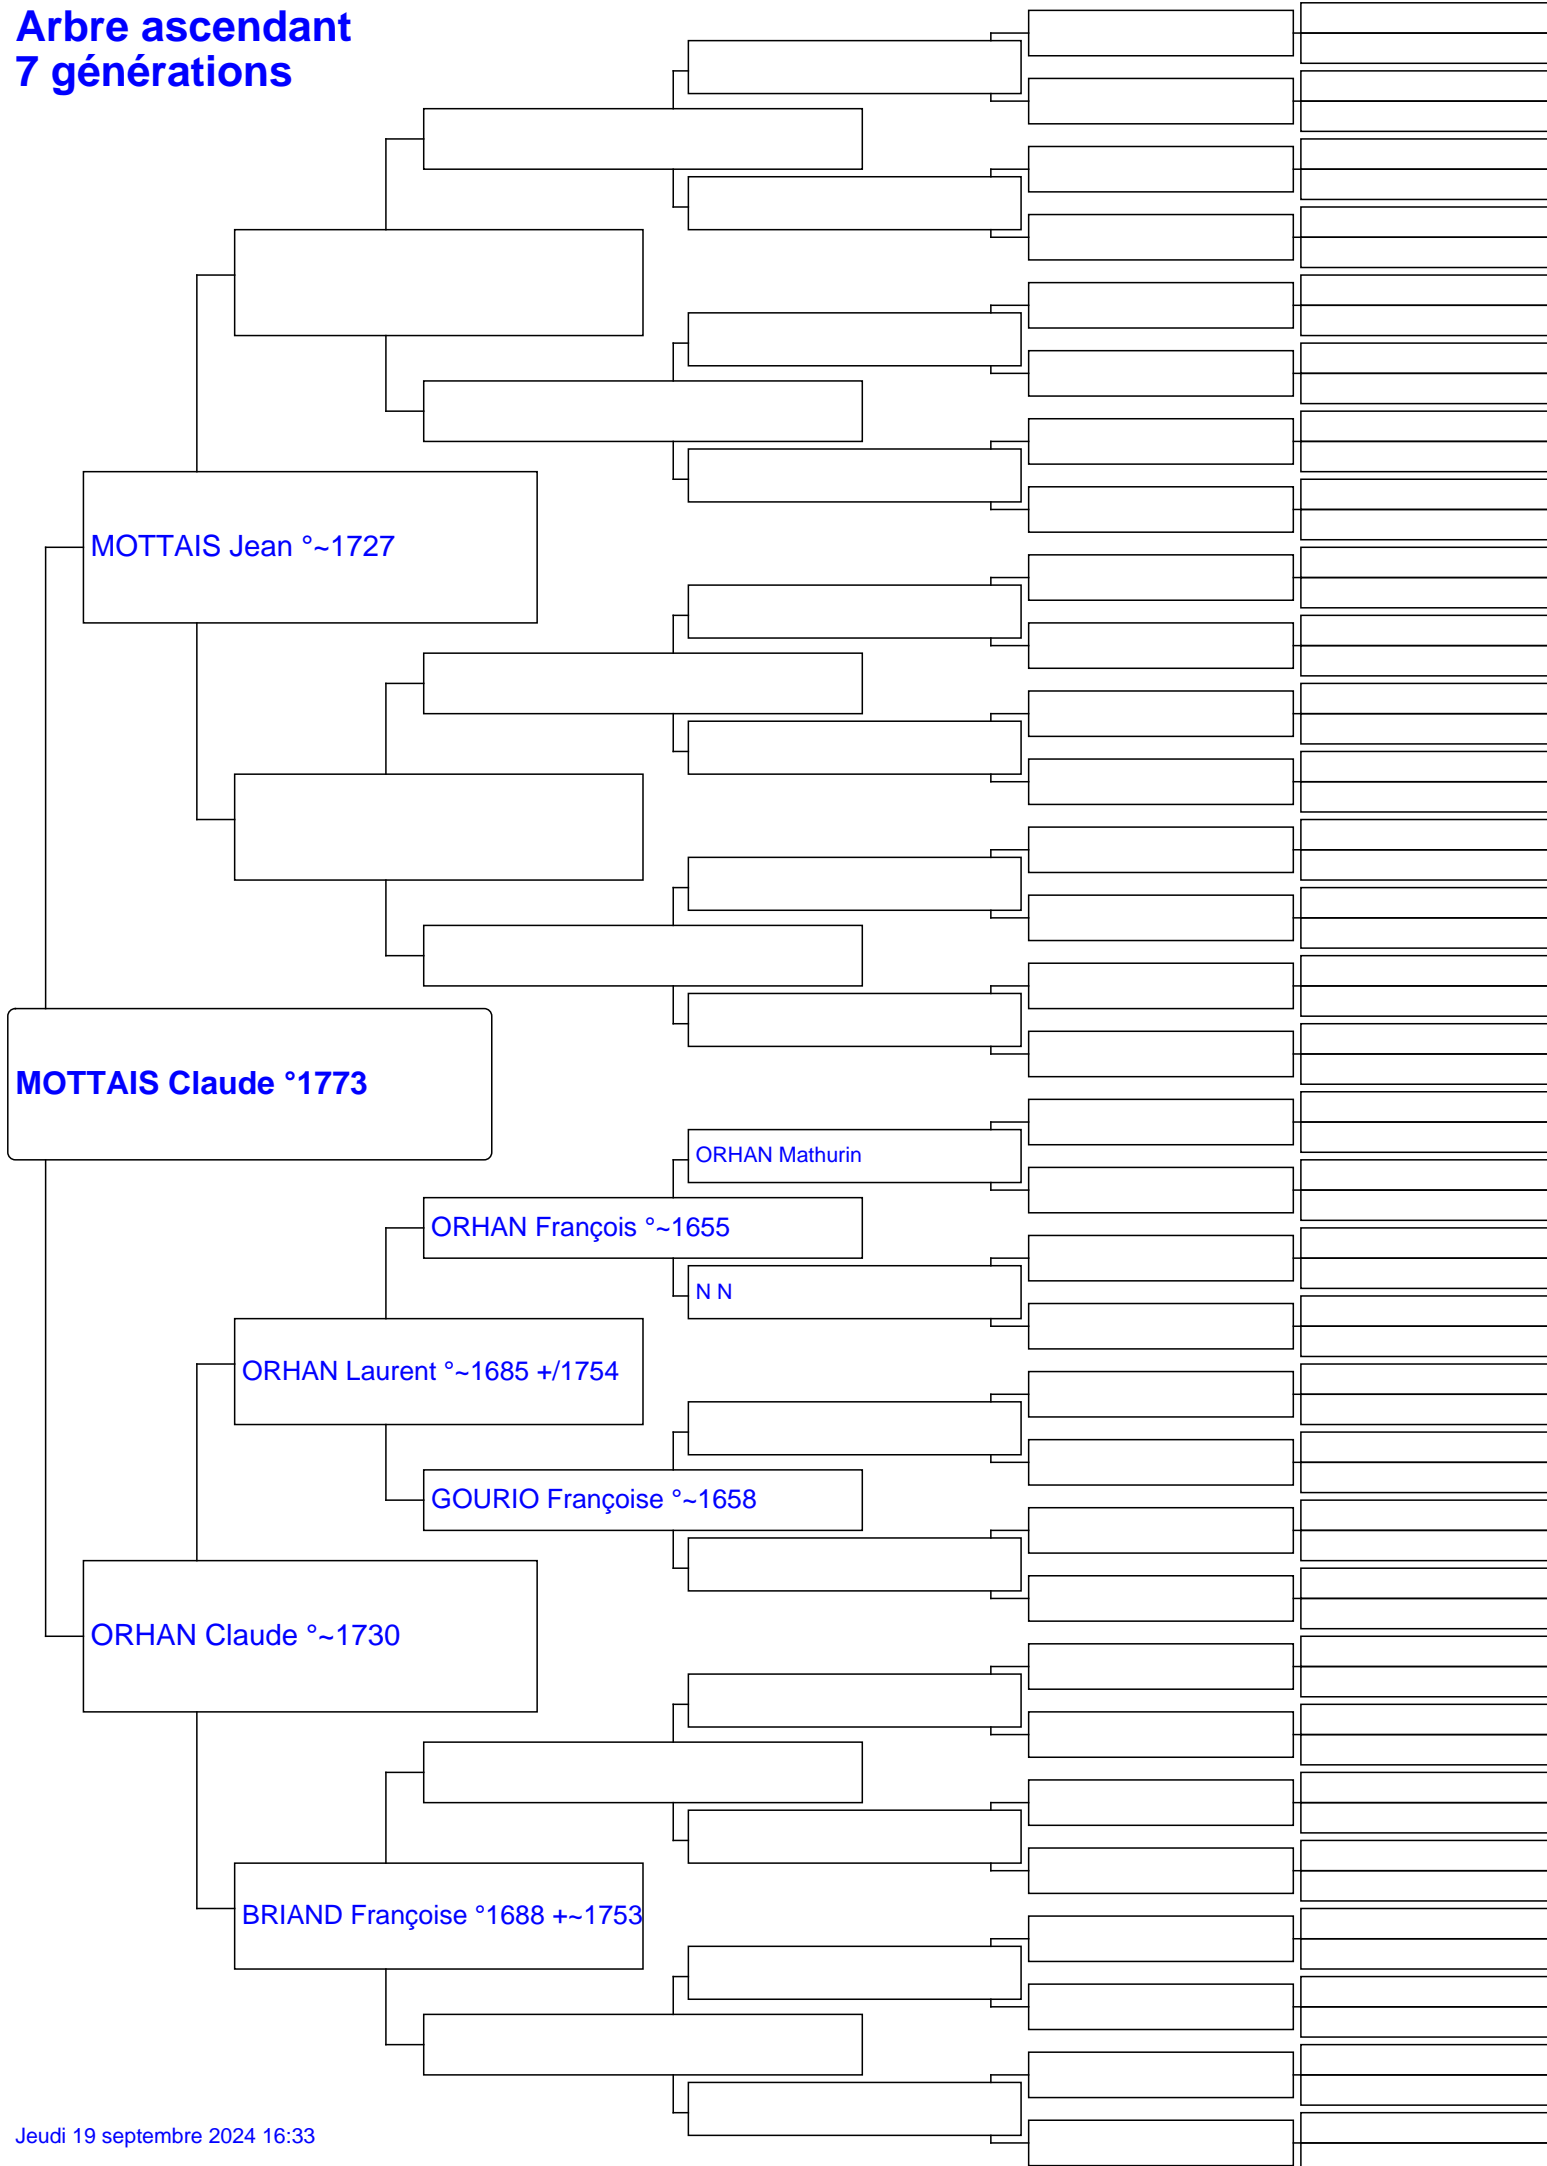 Arbre ascendant
7 générations
MOTTAIS Jean °~1727
MOTTAIS Claude °1773
ORHAN Mathurin
ORHAN François °~1655
N N
ORHAN Laurent °~1685 +/1754
GOURIO Françoise °~1658
ORHAN Claude °~1730
BRIAND Françoise °1688 +~1753
Jeudi 19 septembre 2024 16:33